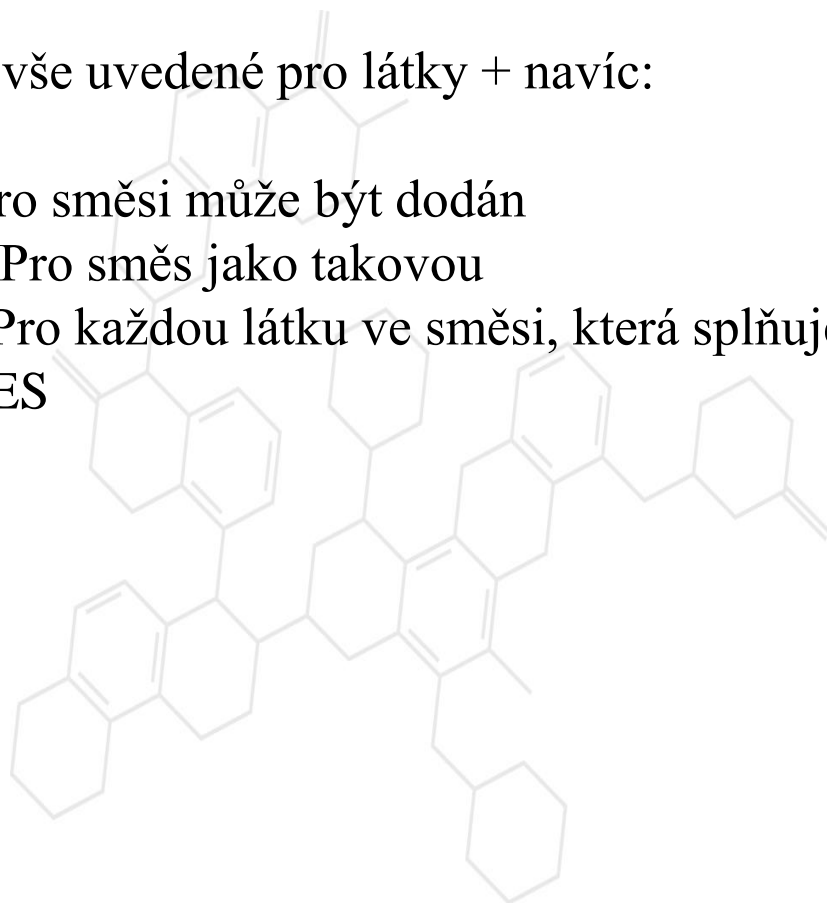 vše uvedené pro látky + navíc:
ro směsi může být dodán
Pro směs jako takovou
Pro každou látku ve směsi, která splňuje
ES